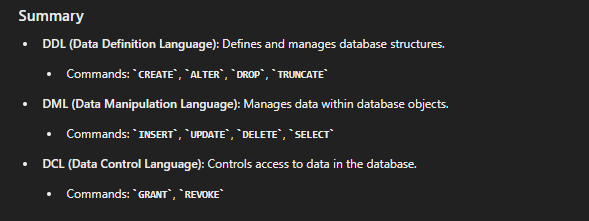 Summary
• DDL (Data Definition Language): Defines and manages database structures.
• Commands: `CREATE`, `ALTER`, `DROP`, `TRUNCATE`
• DML (Data Manipulation Language): Manages data within database objects.
• Commands: `INSERT`, `UPDATE`, `DELETE`, `SELECT`
• DCL (Data Control Language): Controls access to data in the database.
• Commands: `GRANT`, `REVOKE`